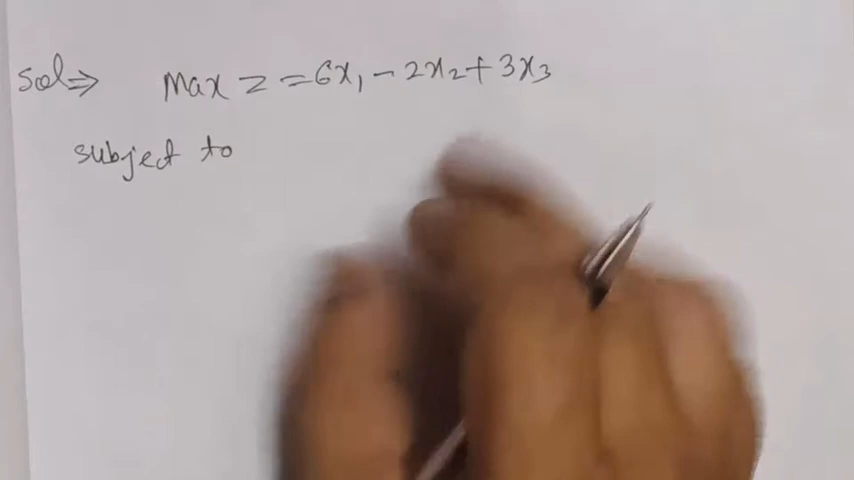 Sol⇒ Max Z = 6x₁ - 2x₂ + 3x₃
subject to